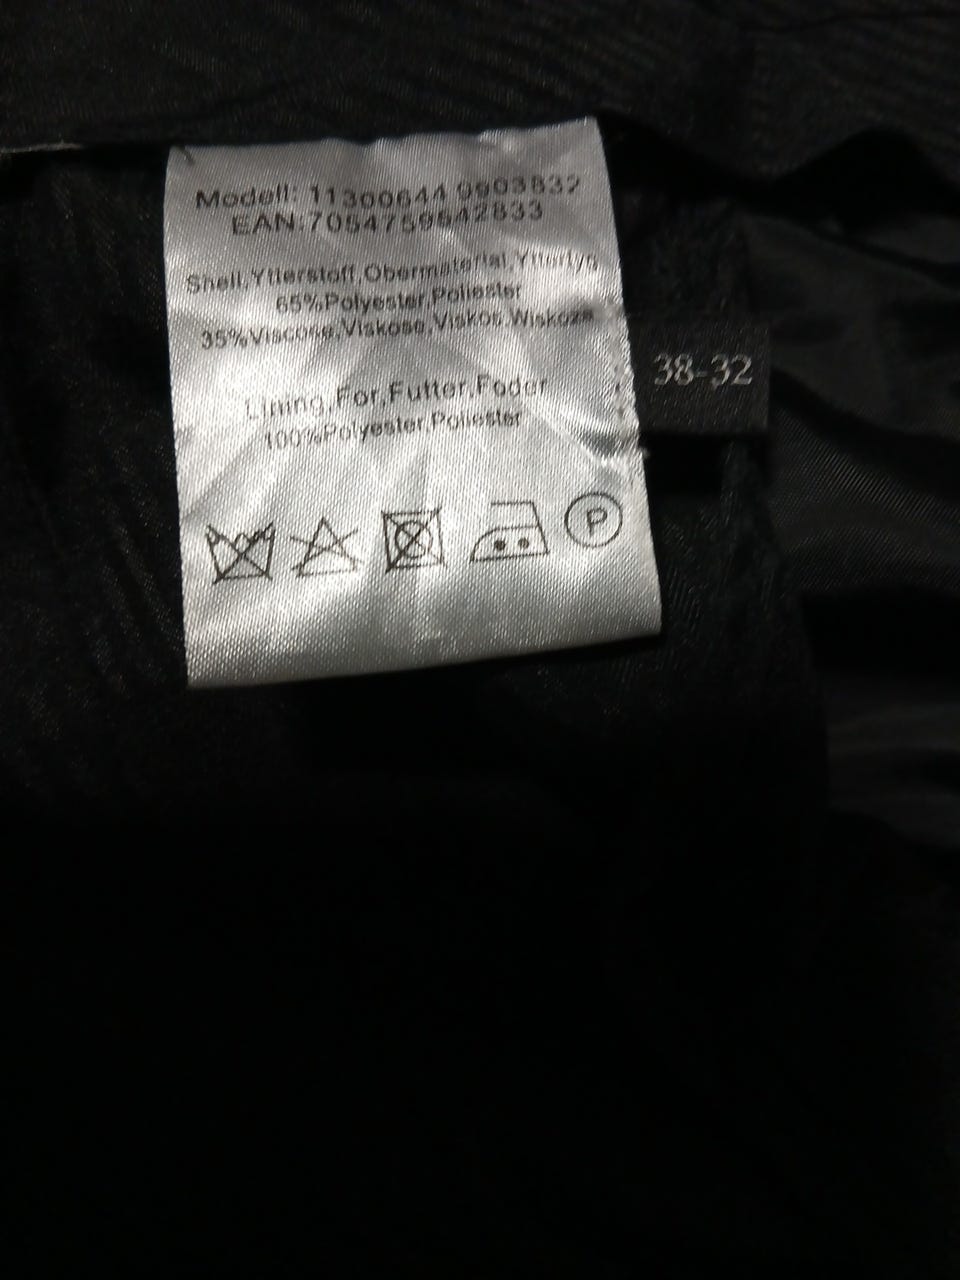 Modell: 11300644 9903832
EAN:7054759542833
Shell,Ytterstoff,Obermaterial,Yttertyg
65%Polyester,Poliester
35%Viscose,Viskose,Viskos,Wiskoza
38-32
Lining,For,Futter,Foder
100%Polyester,Poliester
P